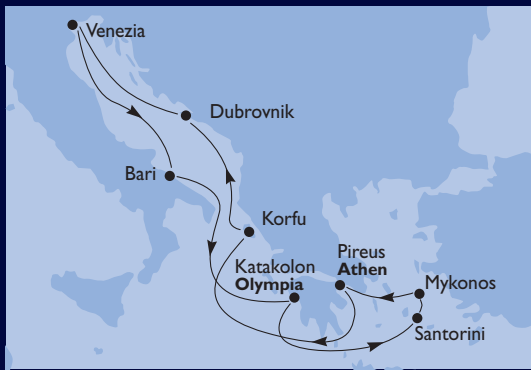 Venezia
Dubrovnik
Bari
Korfu
Pireus
Athen
Katakolon
Olympia
Mykonos
Santorini